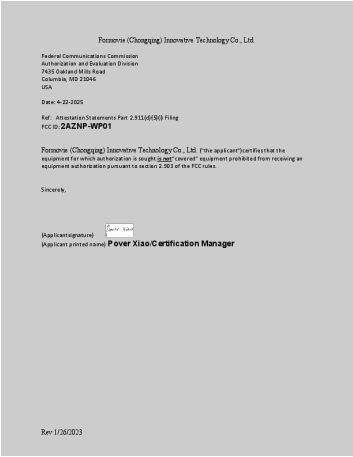 Formovie (Chongqing) Innovative Technology Co., Ltd.
Federal Communications Commission
Authorization and Evaluation Division
7435 Oakland Mills Road
Columbia, MD 21046
USA
Date: 4-22-2025
Ref: Attestation Statements Part 2.911(d)(5)(i) Filing
FCC ID: 2AZNP-WP01
Formovie (Chongqing) Innovative Technology Co., Ltd. ("the applicant") certifies that the
equipment for which authorization is sought is not "covered" equipment prohibited from receiving an
equipment authorization pursuant to section 2.903 of the FCC rules.
Sincerely,
Pover Xiao
(Applicant signature)
(Applicant printed name) Pover Xiao/Certification Manager
Rev 1/26/2023